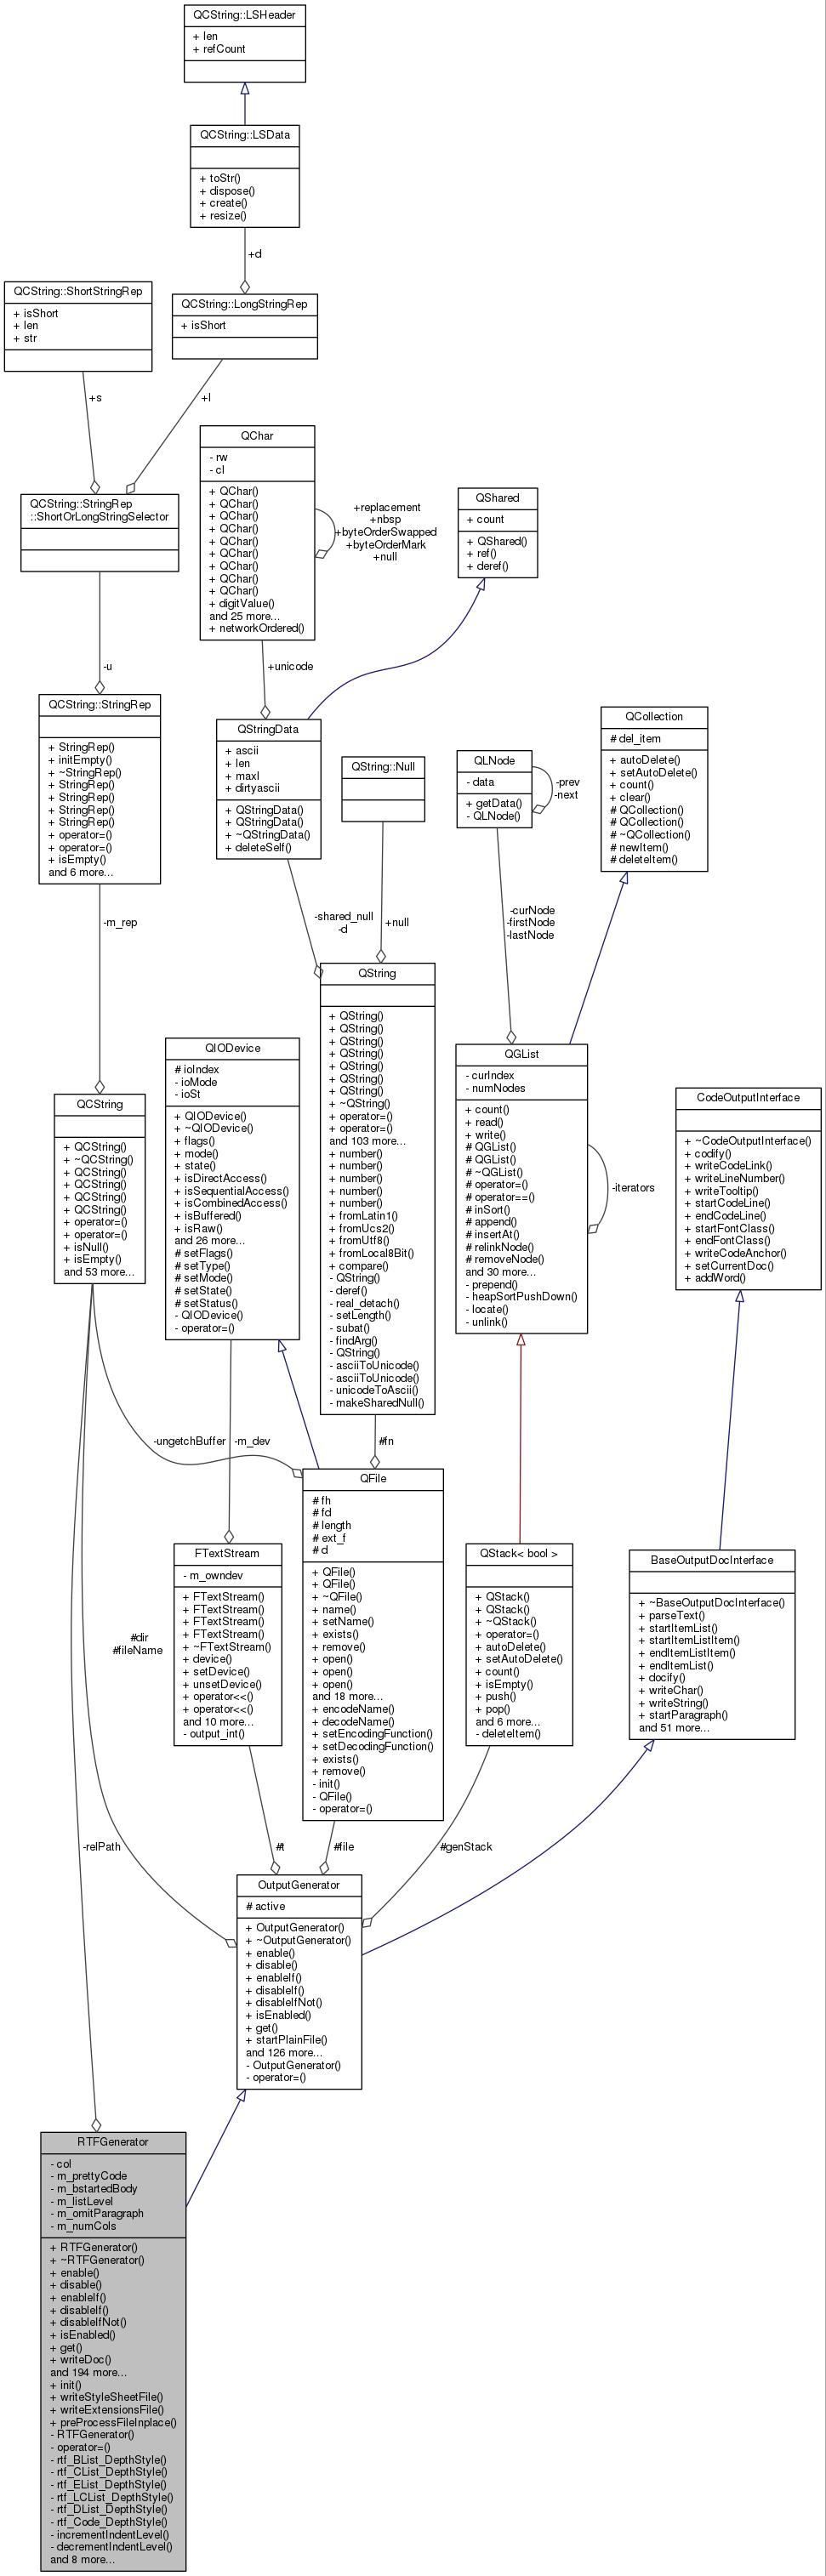 QCString::LSHeader
+ len
+ refCount
QCString::LSData
+ toStr()
+ dispose()
+ create()
+ resize()
+d
QCString::ShortStringRep
+ isShort
+ len
+ str
QCString::LongStringRep
+ isShort
+s
+l
QChar
- rw
- cl
+ QChar()
+ QChar()
+ QChar()
+ QChar()
+ QChar()
+ QChar()
+ QChar()
+ QChar()
+ QChar()
+ digitValue()
and 25 more...
+ networkOrdered()
+replacement
+nbsp
+byteOrderSwapped
+byteOrderMark
+null
QShared
+ count
+ QShared()
+ ref()
+ deref()
QCString::StringRep
::ShortOrLongStringSelector
-u
+unicode
QCString::StringRep
+ StringRep()
+ initEmpty()
+ ~StringRep()
+ StringRep()
+ StringRep()
+ StringRep()
+ StringRep()
+ operator=()
+ operator=()
+ isEmpty()
and 6 more...
QStringData
+ ascii
+ len
+ maxl
+ dirtyascii
+ QStringData()
+ QStringData()
+ ~QStringData()
+ deleteSelf()
QString::Null
QLNode
- data
+ getData()
- QLNode()
-prev
-next
QCollection
# del_item
+ autoDelete()
+ setAutoDelete()
+ count()
+ clear()
# QCollection()
# QCollection()
# ~QCollection()
# newItem()
# deleteItem()
-m_rep
-shared_null
-d
+null
-curNode
-firstNode
-lastNode
QCString
+ QCString()
+ ~QCString()
+ QCString()
+ QCString()
+ QCString()
+ QCString()
+ operator=()
+ operator=()
+ isNull()
+ isEmpty()
and 53 more...
QIODevice
# ioIndex
- ioMode
- ioSt
+ QIODevice()
+ ~QIODevice()
+ flags()
+ mode()
+ state()
+ isDirectAccess()
+ isSequentialAccess()
+ isCombinedAccess()
+ isBuffered()
+ isRaw()
and 26 more...
# setFlags()
# setType()
# setMode()
# setState()
# setStatus()
- QIODevice()
- operator=()
QString
+ QString()
+ QString()
+ QString()
+ QString()
+ QString()
+ QString()
+ QString()
+ ~QString()
+ operator=()
+ operator=()
and 103 more...
+ number()
+ number()
+ number()
+ number()
+ number()
+ fromLatin1()
+ fromUcs2()
+ fromUtf8()
+ fromLocal8Bit()
+ compare()
- QString()
- deref()
- real_detach()
- setLength()
- subat()
- findArg()
- QString()
- asciiToUnicode()
- asciiToUnicode()
- unicodeToAscii()
- makeSharedNull()
QGList
- curIndex
- numNodes
+ count()
+ read()
+ write()
# QGList()
# QGList()
# ~QGList()
# operator=()
# operator==()
# inSort()
# append()
# insertAt()
# relinkNode()
# removeNode()
and 30 more...
- prepend()
- heapSortPushDown()
- locate()
- unlink()
-iterators
CodeOutputInterface
+ ~CodeOutputInterface()
+ codify()
+ writeCodeLink()
+ writeLineNumber()
+ writeTooltip()
+ startCodeLine()
+ endCodeLine()
+ startFontClass()
+ endFontClass()
+ writeCodeAnchor()
+ setCurrentDoc()
+ addWord()
-ungetchBuffer
-m_dev
#fn
FTextStream
- m_owndev
+ FTextStream()
+ FTextStream()
+ FTextStream()
+ FTextStream()
+ ~FTextStream()
+ device()
+ setDevice()
+ unsetDevice()
+ operator<<()
+ operator<<()
and 10 more...
- output_int()
QFile
# fh
# fd
# length
# ext_f
# d
+ QFile()
+ QFile()
+ ~QFile()
+ name()
+ setName()
+ exists()
+ remove()
+ open()
+ open()
+ open()
and 18 more...
+ encodeName()
+ decodeName()
+ setEncodingFunction()
+ setDecodingFunction()
+ exists()
+ remove()
- init()
- QFile()
- operator=()
QStack< bool >
+ QStack()
+ QStack()
+ ~QStack()
+ operator=()
+ autoDelete()
+ setAutoDelete()
+ count()
+ isEmpty()
+ push()
+ pop()
and 6 more...
- deleteItem()
BaseOutputDocInterface
+ ~BaseOutputDocInterface()
+ parseText()
+ startItemList()
+ startItemListItem()
+ endItemListItem()
+ endItemList()
+ docify()
+ writeChar()
+ writeString()
+ startParagraph()
and 51 more...
#dir
#fileName
-relPath
#t
#file
#genStack
OutputGenerator
# active
+ OutputGenerator()
+ ~OutputGenerator()
+ enable()
+ disable()
+ enableIf()
+ disableIf()
+ disableIfNot()
+ isEnabled()
+ get()
+ startPlainFile()
and 126 more...
- OutputGenerator()
- operator=()
RTFGenerator
- col
- m_prettyCode
- m_bstartedBody
- m_listLevel
- m_omitParagraph
- m_numCols
+ RTFGenerator()
+ ~RTFGenerator()
+ enable()
+ disable()
+ enableIf()
+ disableIf()
+ disableIfNot()
+ isEnabled()
+ get()
+ writeDoc()
and 194 more...
+ init()
+ writeStyleSheetFile()
+ writeExtensionsFile()
+ preProcessFileInplace()
- RTFGenerator()
- operator=()
- rtf_BList_DepthStyle()
- rtf_CList_DepthStyle()
- rtf_EList_DepthStyle()
- rtf_LCList_DepthStyle()
- rtf_DList_DepthStyle()
- rtf_Code_DepthStyle()
- incrementIndentLevel()
- decrementIndentLevel()
and 8 more...